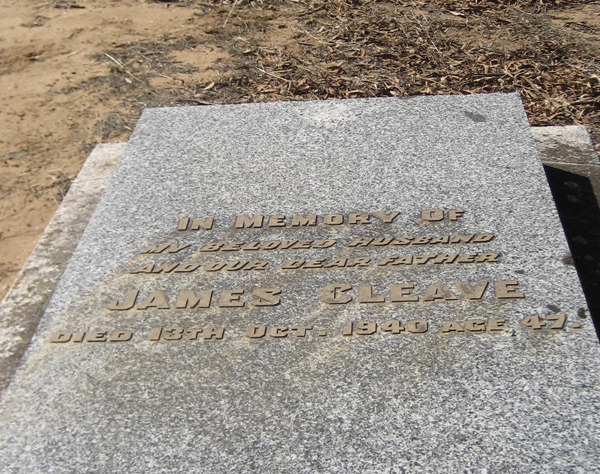 IN MEMORY OF
MY BELOVED HUSBAND
AND OUR DEAR FATHER
JAMES CLEAVE
DIED 13TH OCT. 1940 AGE 47.